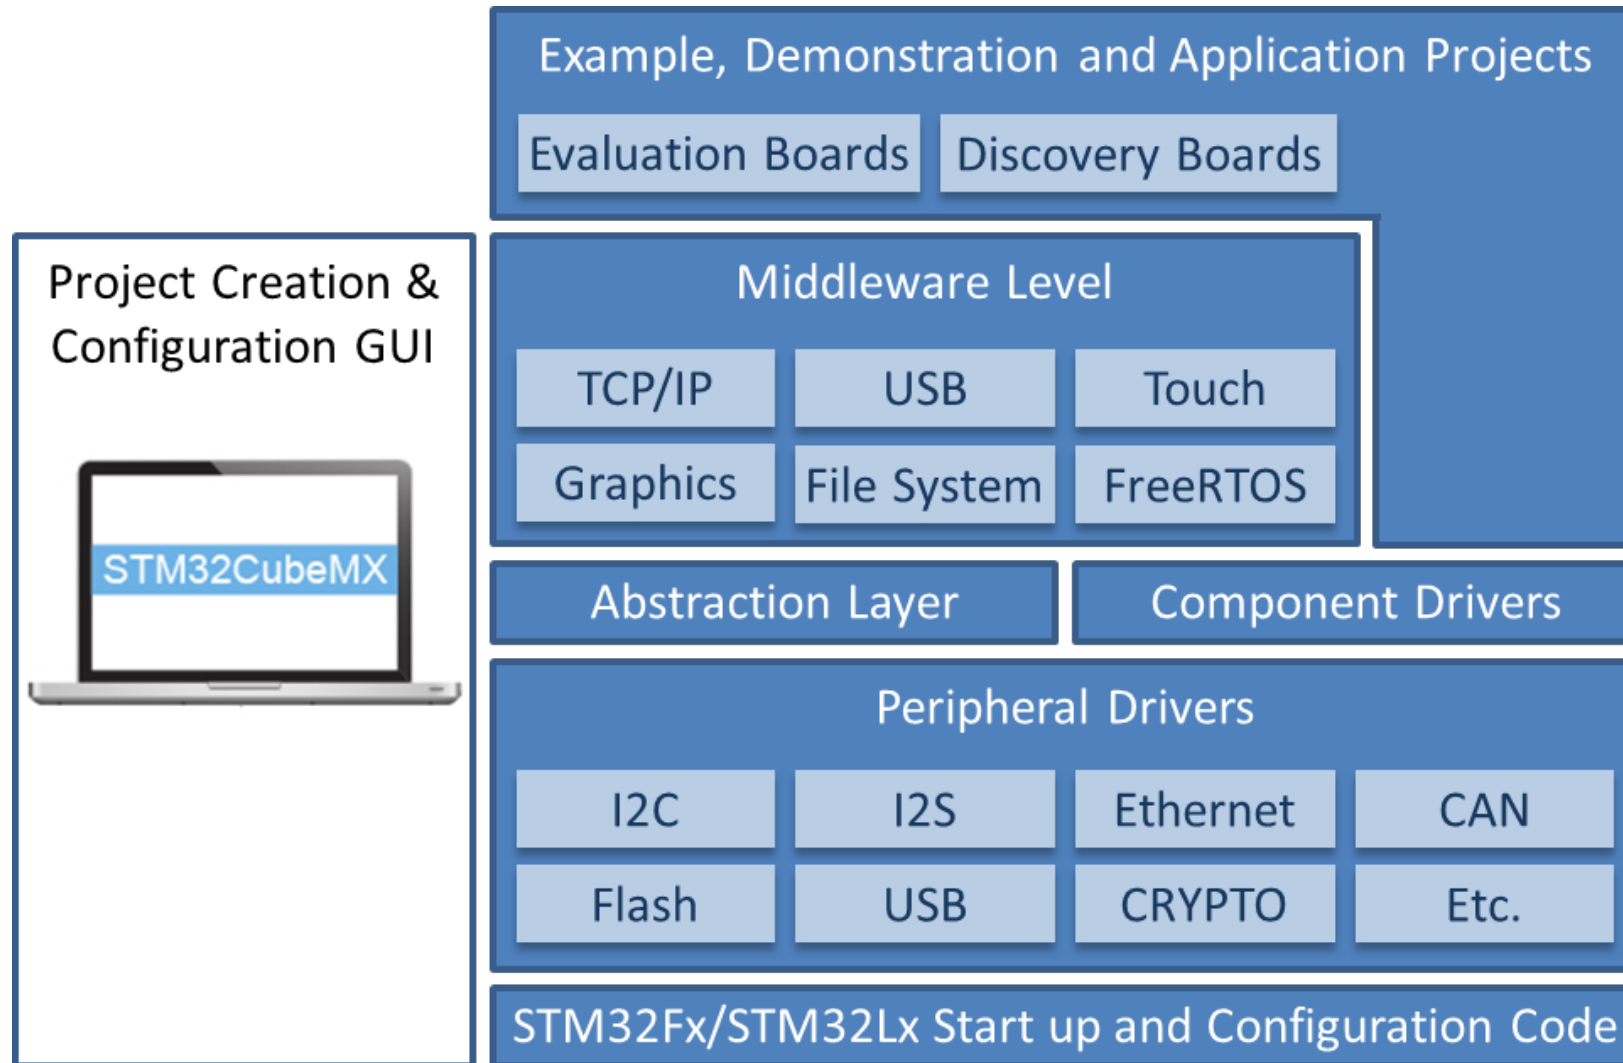 Example, Demonstration and Application Projects
Evaluation Boards
Discovery Boards
Project Creation &
Configuration GUI
STM32CubeMX
Middleware Level
TCP/IP
USB
Touch
Graphics
File System
FreeRTOS
Abstraction Layer
Component Drivers
Peripheral Drivers
I2C
I2S
Ethernet
CAN
Flash
USB
CRYPTO
Etc.
STM32Fx/STM32Lx Start up and Configuration Code